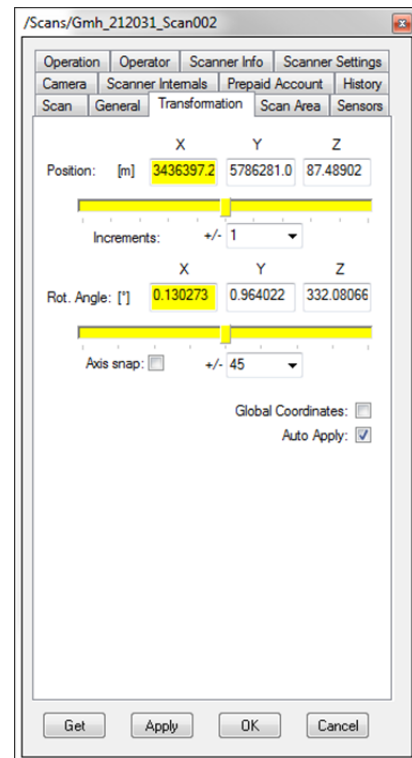 /Scans/Gmh_212031_Scan002
Operation Operator Scanner Info Scanner Settings
Camera Scanner Internals Prepaid Account History
Scan General Transformation Scan Area Sensors
X Y Z
Position: [m] 3436397.2 5786281.0 87.48902
Increments: +/- 1
X Y Z
Rot. Angle: [°] 0.130273 0.964022 332.08066
Axis snap: +/- 45
Global Coordinates:
Auto Apply:
Get Apply OK Cancel